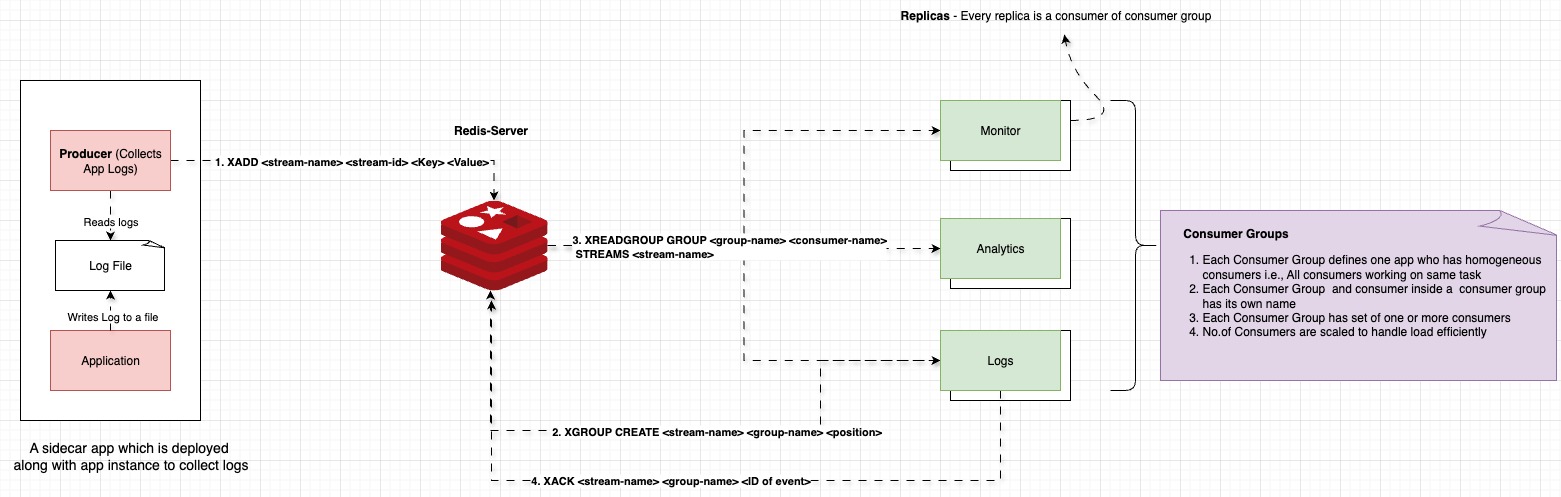 Replicas - Every replica is a consumer of consumer group
Redis-Server
Producer (Collects
App Logs)
1. XADD <stream-name> <stream-id> <Key> <Value>
Reads logs
Log File
Writes Log to a file
Application
A sidecar app which is deployed
along with app instance to collect logs
3. XREADGROUP GROUP <group-name> <consumer-name>
STREAMS <stream-name>
Monitor
Analytics
Logs
2. XGROUP CREATE <stream-name> <group-name> <position>
4. XACK <stream-name> <group-name> <ID of event>
Consumer Groups
1. Each Consumer Group defines one app who has homogeneous
consumers i.e., All consumers working on same task
2. Each Consumer Group and consumer inside a consumer group
has its own name
3. Each Consumer Group has set of one or more consumers
4. No.of Consumers are scaled to handle load efficiently